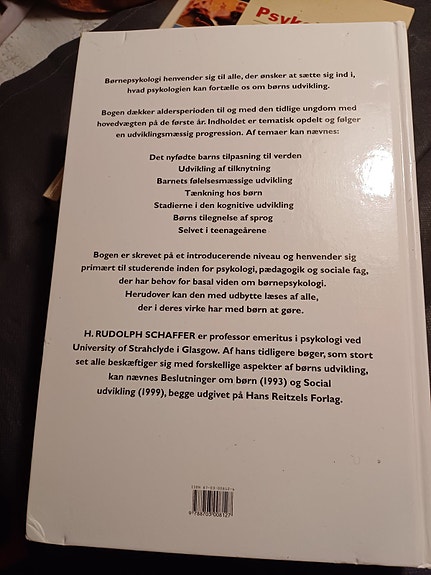 Psyk
Børnepsykologi henvender sig til alle, der ønsker at sætte sig ind i,
hvad psykologien kan fortælle os om børns udvikling.
Bogen dækker aldersperioden til og med den tidlige ungdom med
hovedvægten på de første år. Indholdet er tematisk opdelt og følger
en udviklingsmæssig progression. Af temaer kan nævnes:
Det nyfødte barns tilpasning til verden
Udvikling af tilknytning
Barnets følelsesmæssige udvikling
Tænkning hos børn
Stadierne i den kognitive udvikling
Børns tilegnelse af sprog
Selvet i teenageårene
Bogen er skrevet på et introducerende niveau og henvender sig
primært til studerende inden for psykologi, pædagogik og sociale fag,
der har behov for basal viden om børnepsykologi.
Herudover kan den med udbytte læses af alle,
der i deres virke har med børn at gøre.
H. RUDOLPH SCHAFFER er professor emeritus i psykologi ved
University of Strahclyde i Glasgow. Af hans tidligere bøger, som stort
set alle beskæftiger sig med forskellige aspekter af børns udvikling,
kan nævnes Beslutninger om børn (1993) og Social
udvikling (1999), begge udgivet på Hans Reitzels Forlag.
9 788703 008127